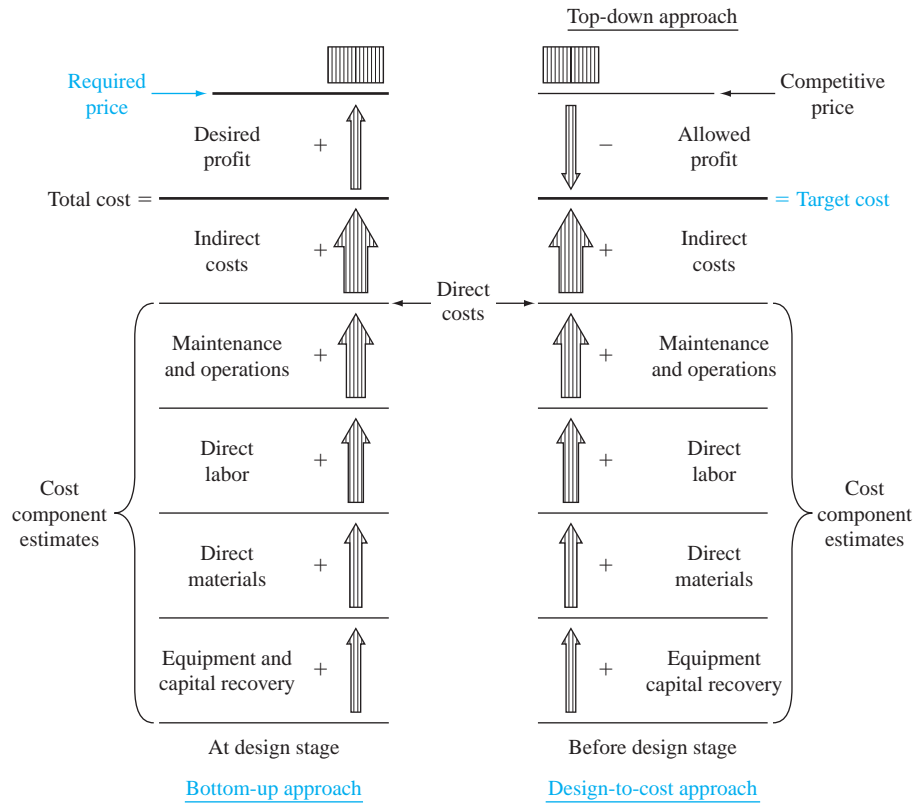 Top-down approach
Required
price
Competitive
price
Desired
profit
+
−
Allowed
profit
Total cost =
= Target cost
Indirect
costs
+
+
Indirect
costs
Direct
costs
Maintenance
and operations
+
+
Maintenance
and operations
Direct
labor
+
+
Direct
labor
Cost
component
estimates
Cost
component
estimates
Direct
materials
+
+
Direct
materials
Equipment and
capital recovery
+
+
Equipment
capital recovery
At design stage
Before design stage
Bottom-up approach
Design-to-cost approach